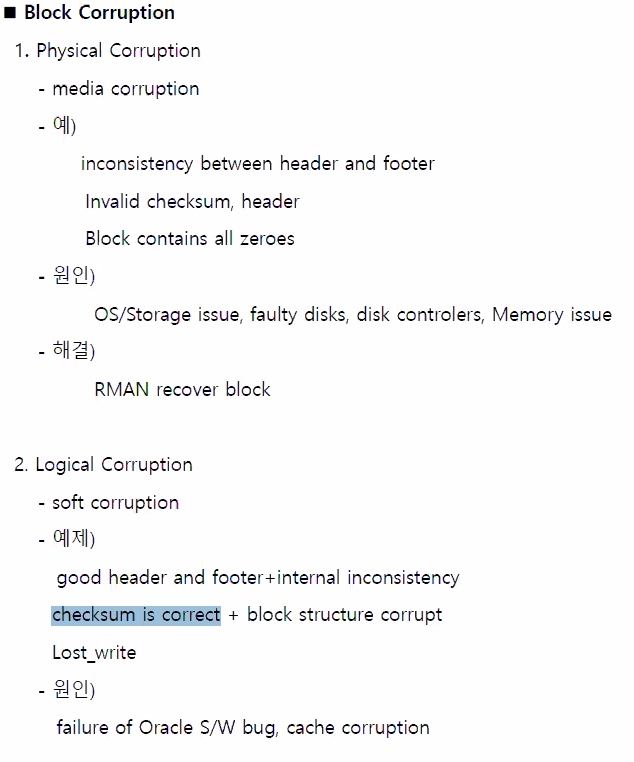 ■ Block Corruption
1. Physical Corruption
- media corruption
- 예)
inconsistency between header and footer
Invalid checksum, header
Block contains all zeroes
- 원인)
OS/Storage issue, faulty disks, disk controlers, Memory issue
- 해결)
RMAN recover block
2. Logical Corruption
- soft corruption
- 예제)
good header and footer+internal inconsistency
checksum is correct + block structure corrupt
Lost_write
- 원인)
failure of Oracle S/W bug, cache corruption